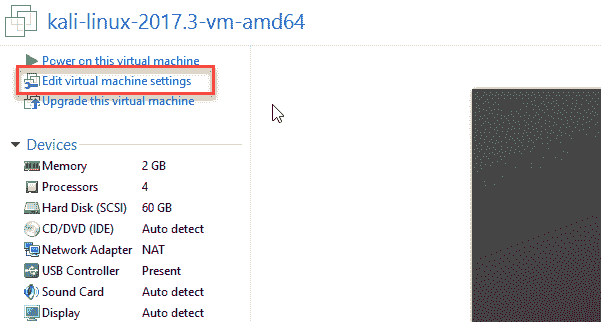 kali-linux-2017.3-vm-amd64
Power on this virtual machine
Edit virtual machine settings
Upgrade this virtual machine
Devices
Memory 2 GB
Processors 4
Hard Disk (SCSI) 60 GB
CD/DVD (IDE) Auto detect
Network Adapter NAT
USB Controller Present
Sound Card Auto detect
Display Auto detect